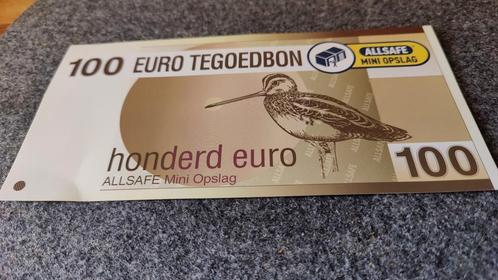 100 EURO TEGOEDBON
ALLSAFE
MINI OPSLAG
honderd euro
ALLSAFE Mini Opslag
100